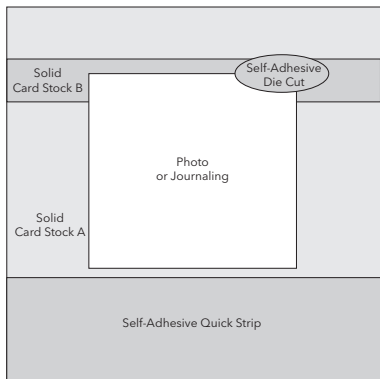 Solid
Card Stock B
Self-Adhesive
Die Cut
Photo
or Journaling
Solid
Card Stock A
Self-Adhesive Quick Strip